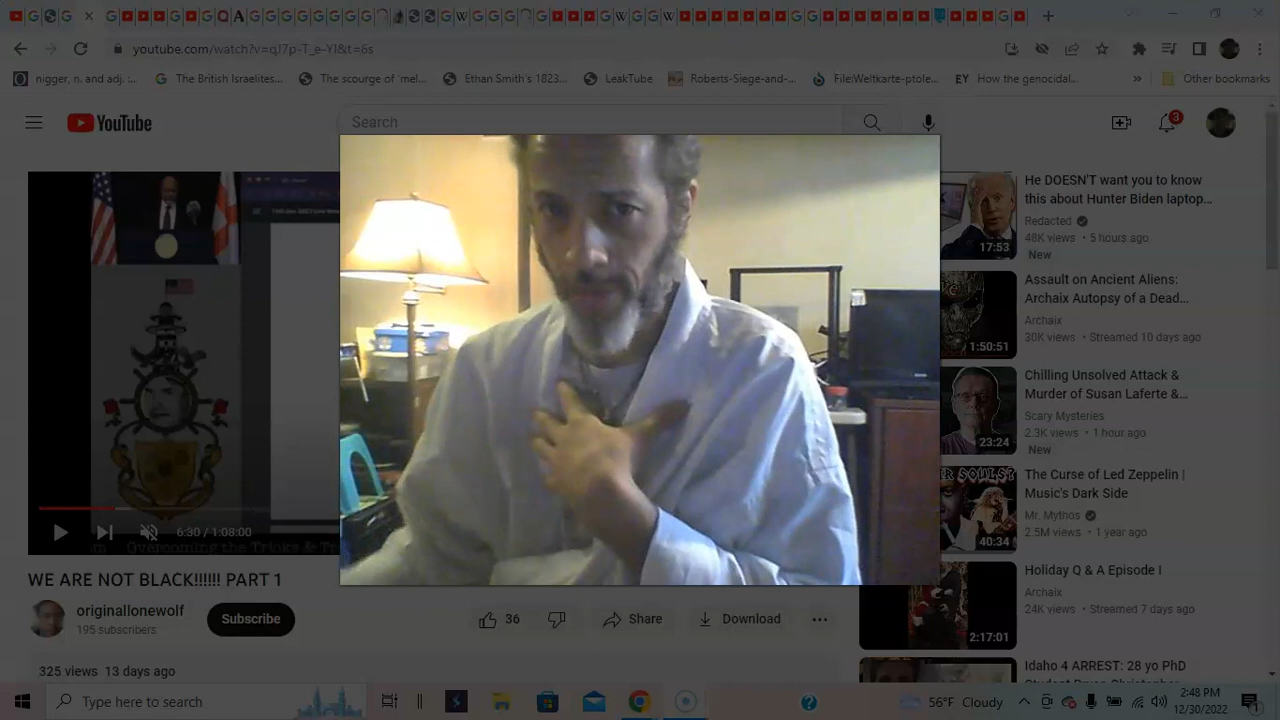 youtube.com/watch?v=qJ7p-T_e-YI&t=6s
nigger, n. and adj. :...
The British Israelites...
The scourge of 'mel...
Ethan Smith's 1823...
LeakTube
Roberts-Siege-and-...
File:Weltkarte-ptole...
EY
How the genocidal...
»
Other bookmarks
YouTube
Search
3
He DOESN'T want you to know
this about Hunter Biden laptop...
Redacted
48K views • 5 hours ago
New
17:53
Assault on Ancient Aliens:
Archaix Autopsy of a Dead...
Archaix
30K views • Streamed 10 days ago
1:50:51
Chilling Unsolved Attack &
Murder of Susan Laferte &...
Scary Mysteries
2.3K views • 1 hour ago
New
23:24
The Curse of Led Zeppelin |
Music's Dark Side
Mr. Mythos
2.5M views • 1 year ago
40:34
Holiday Q & A Episode I
Archaix
24K views • Streamed 7 days ago
2:17:01
Idaho 4 ARREST: 28 yo PhD
6:30 / 1:08:00
Overcoming the Tricks & Tr
WE ARE NOT BLACK!!!!!! PART 1
originallonewolf
195 subscribers
Subscribe
36
Share
Download
325 views 13 days ago
Type here to search
56°F Cloudy
2:48 PM
12/30/2022
1